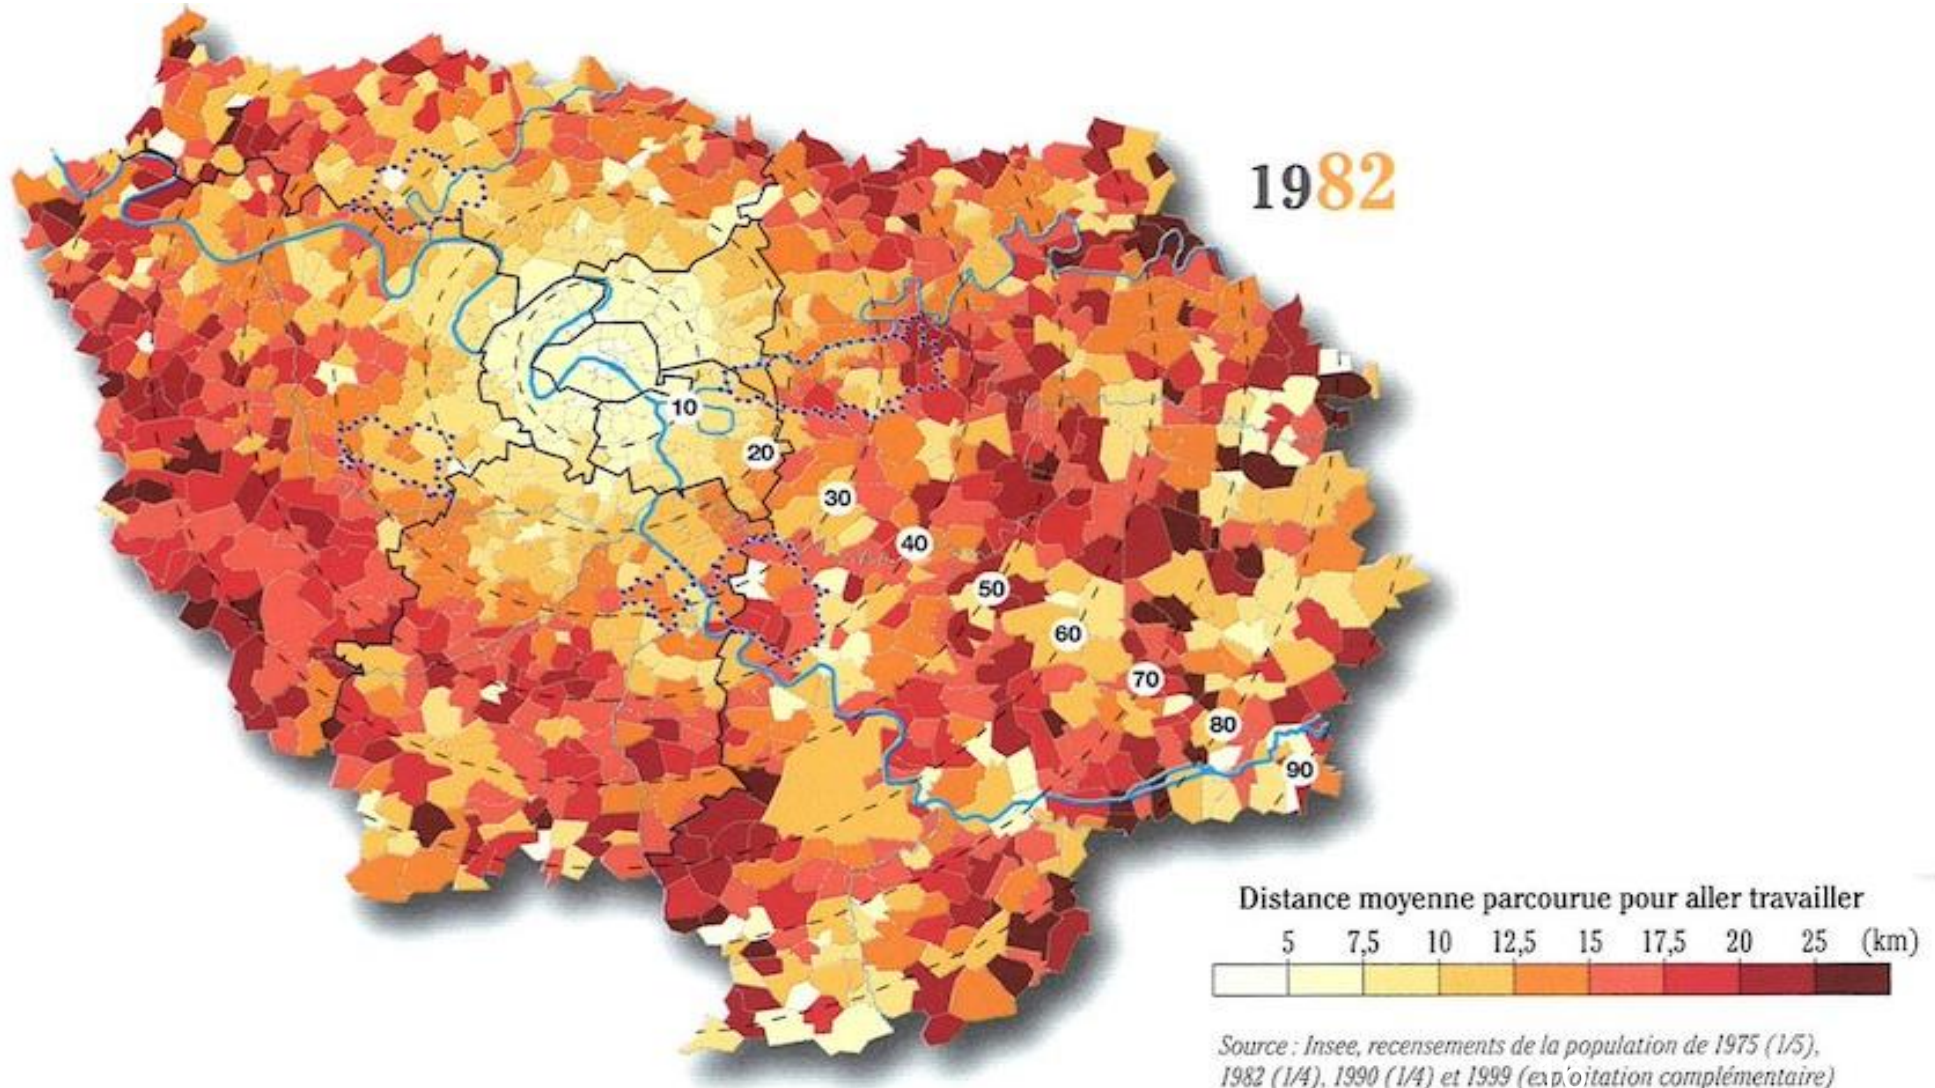 1982
10
20
30
40
50
60
70
80
90
Distance moyenne parcourue pour aller travailler
5 7,5 10 12,5 15 17,5 20 25 (km)
Source : Insee, recensements de la population de 1975 (1/5),
1982 (1/4), 1990 (1/4) et 1999 (exploitation complémentaire)